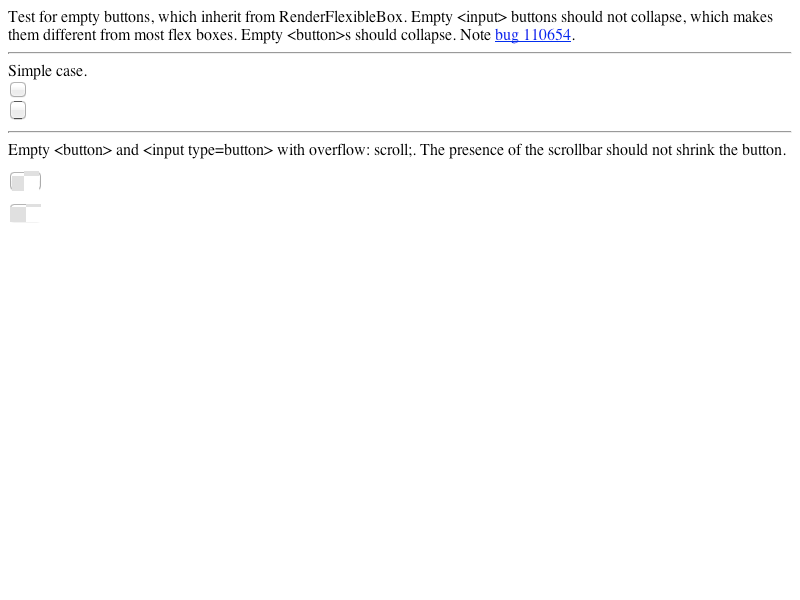 Test for empty buttons, which inherit from RenderFlexibleBox. Empty <input> buttons should not collapse, which makes
them different from most flex boxes. Empty <button>s should collapse. Note bug 110654.
Simple case.
Empty <button> and <input type=button> with overflow: scroll;. The presence of the scrollbar should not shrink the button.